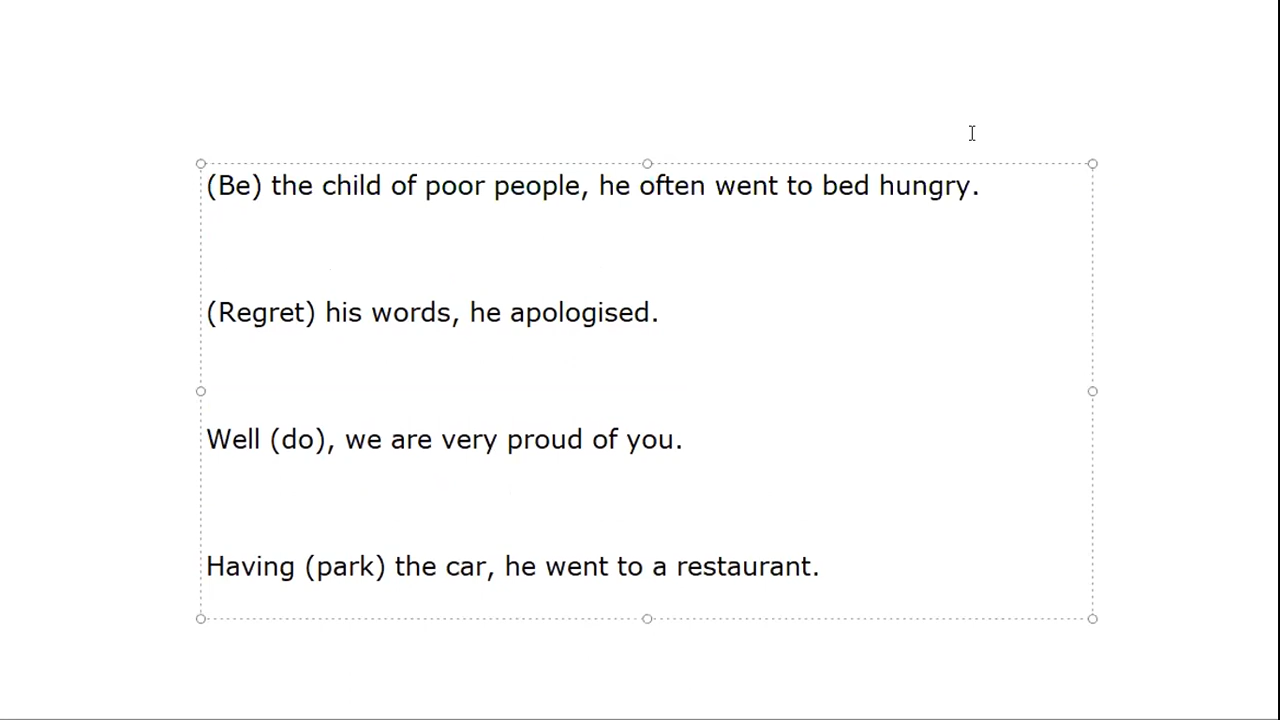 (Be) the child of poor people, he often went to bed hungry.
(Regret) his words, he apologised.
Well (do), we are very proud of you.
Having (park) the car, he went to a restaurant.